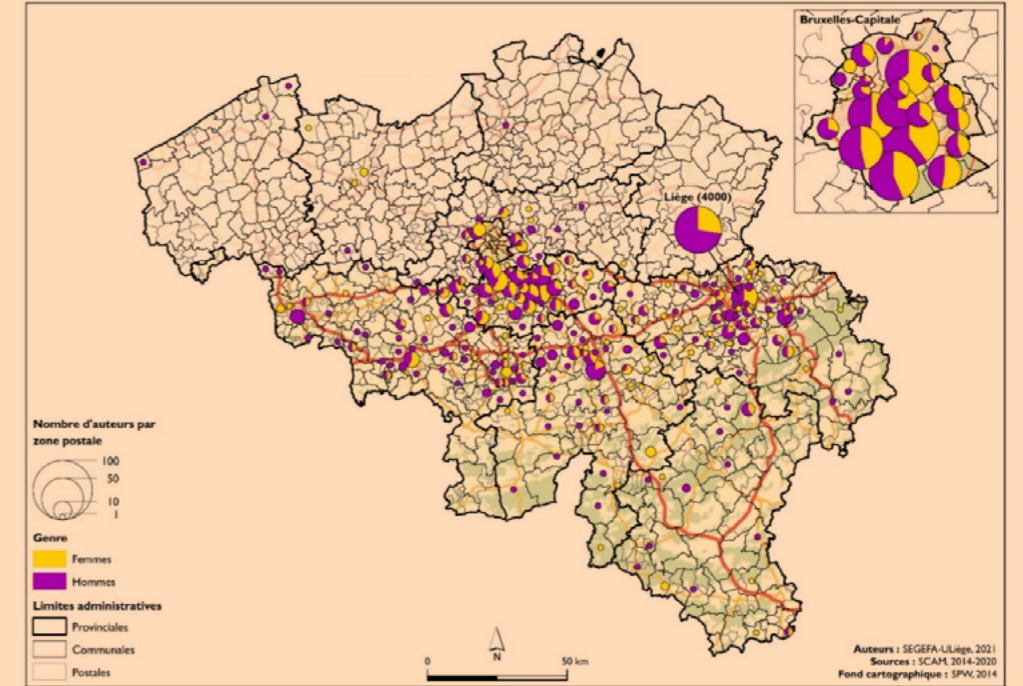 Bruxelles-Capitale
Liège (4000)
Nombre d'auteurs par
zone postale
100
50
10
1
Genre
Femmes
Hommes
Limites administratives
Provinciales
Communales
Postales
0
50 km
N
Auteurs : SEGEFA-ULiège, 2021
Sources : SCAM, 2014-2020
Fond cartographique : SPW, 2014